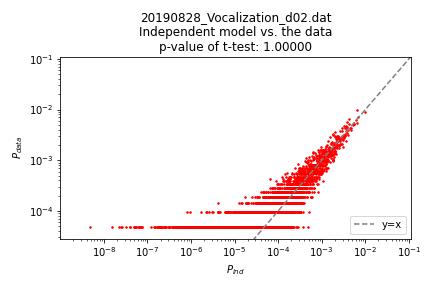 20190828_Vocalization_d02.dat
Independent model vs. the data
p-value of t-test: 1.00000
10^-1
10^-2
10^-3
10^-4
P_data
10^-8
10^-7
10^-6
10^-5
10^-4
10^-3
10^-2
10^-1
P_ind
y=x